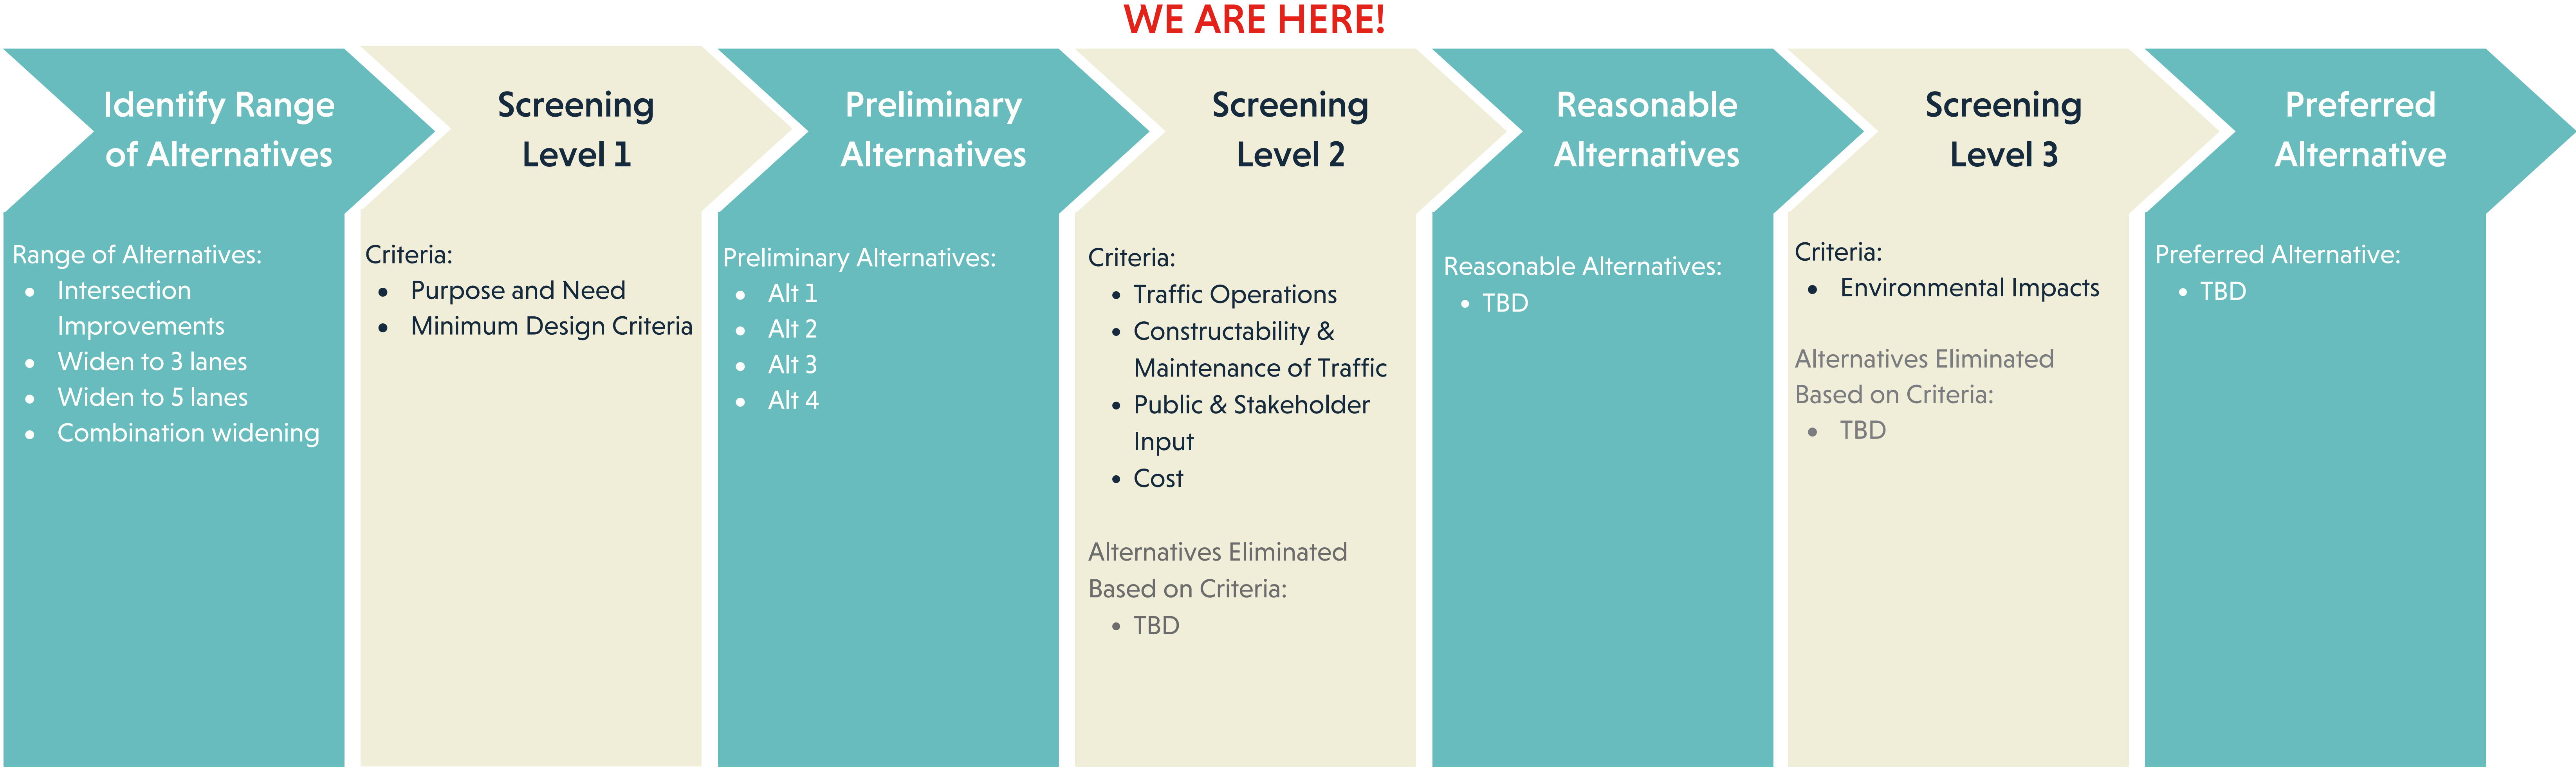 WE ARE HERE!
Identify Range
of Alternatives
Range of Alternatives:
• Intersection
Improvements
• Widen to 3 lanes
• Widen to 5 lanes
• Combination widening
Screening
Level 1
Criteria:
• Purpose and Need
• Minimum Design Criteria
Preliminary
Alternatives
Preliminary Alternatives:
• Alt 1
• Alt 2
• Alt 3
• Alt 4
Screening
Level 2
Criteria:
• Traffic Operations
• Constructability &
Maintenance of Traffic
• Public & Stakeholder
Input
• Cost
Alternatives Eliminated
Based on Criteria:
• TBD
Reasonable
Alternatives
Reasonable Alternatives:
• TBD
Screening
Level 3
Criteria:
• Environmental Impacts
Alternatives Eliminated
Based on Criteria:
• TBD
Preferred
Alternative
Preferred Alternative:
• TBD